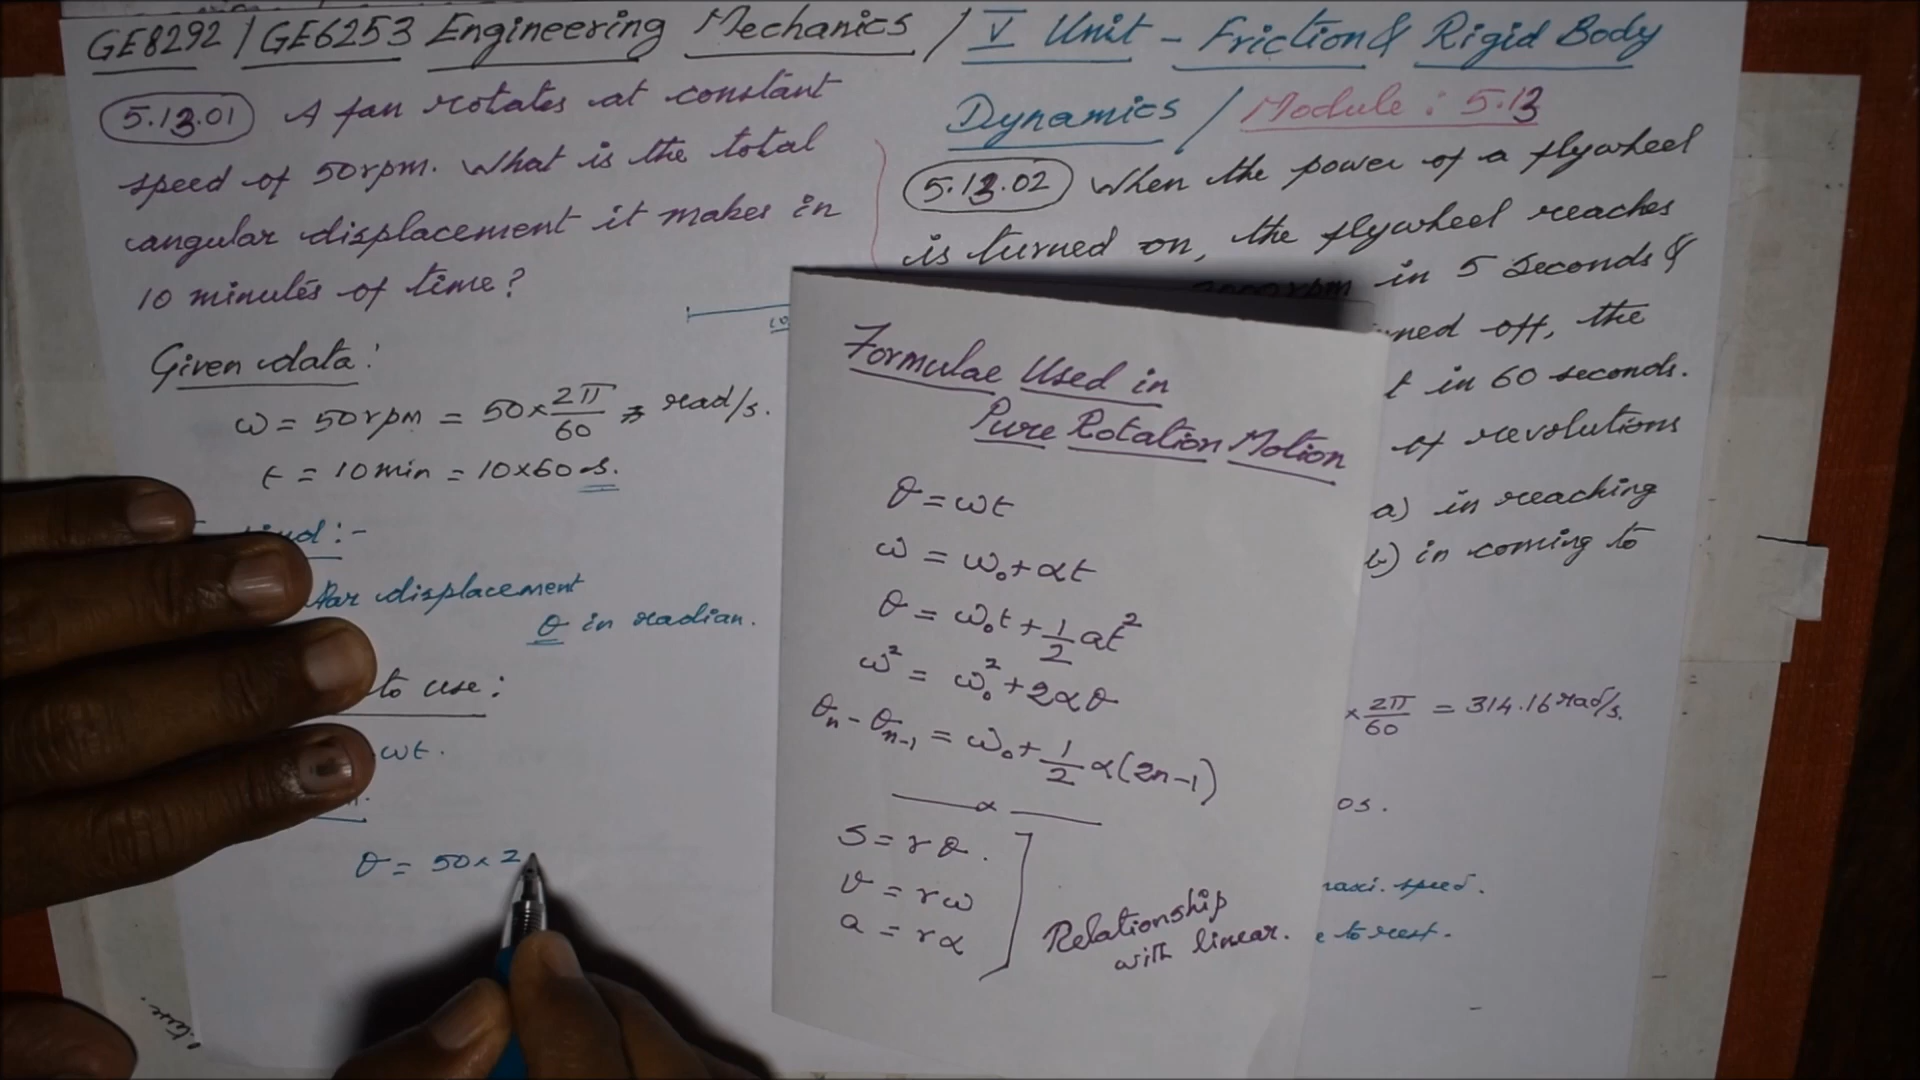 GE8292 / GE6253 Engineering Mechanics / V Unit - Friction & Rigid Body
Dynamics / Module : 5.13
5.13.01 A fan rotates at constant
speed of 50rpm. What is the total
angular displacement it makes in
10 minutes of time?
Given data:
ω = 50rpm = 50 × 2π/60 = rad/s.
t = 10min = 10×60 s.
displacement
θ in radian.
to use:
ωt.
θ = 50 × 2
5.13.02 When the power of a flywheel
is turned on, the flywheel reaches
rpm in 5 seconds &
off, the
in 60 seconds.
of revolutions
a) in reaching
b) in coming to
× 2π/60 = 314.16 rad/s.
speed.
to rest.
Formulae Used in
Pure Rotation Motion
θ = ωt
ω = ω₀ + αt
θ = ω₀t + 1/2 at²
ω² = ω₀² + 2αθ
θn - θn-1 = ω₀ + 1/2 α(2n-1)
S = rθ.
v = rω
a = rα
Relationship
with linear.